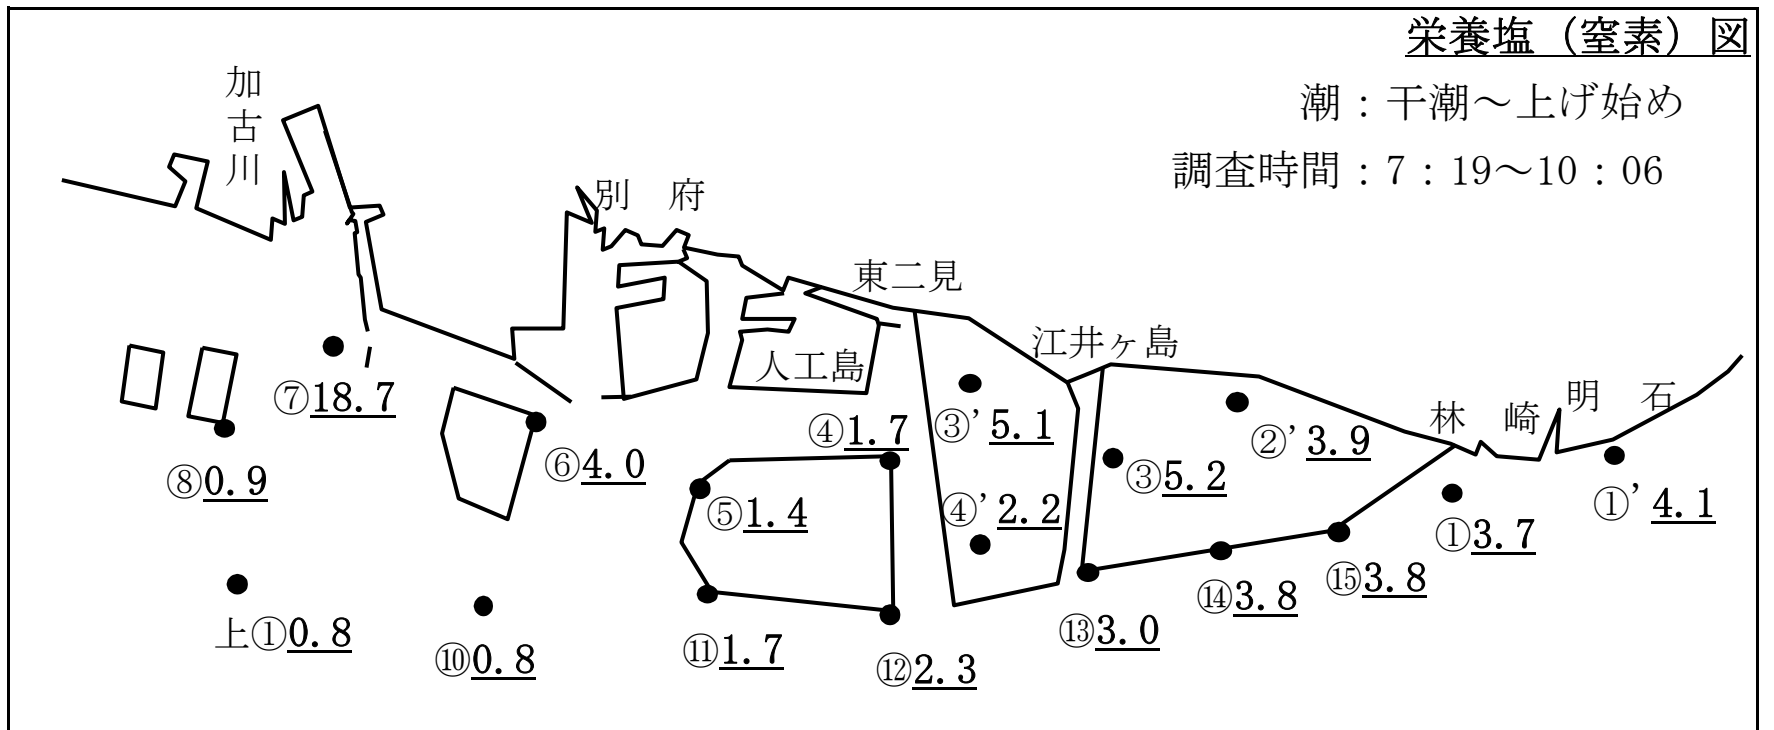 栄養塩（窒素）図
潮：干潮～上げ始め
調査時間：7：19～10：06
加古川
別　府
東二見
江井ヶ島
人工島
林　崎
明　石
⑦18.7
⑧0.9
⑥4.0
④1.7
③’5.1
③5.2
②’3.9
①’4.1
①3.7
⑤1.4
④’2.2
⑮3.8
⑭3.8
⑬3.0
上①0.8
⑩0.8
⑪1.7
⑫2.3